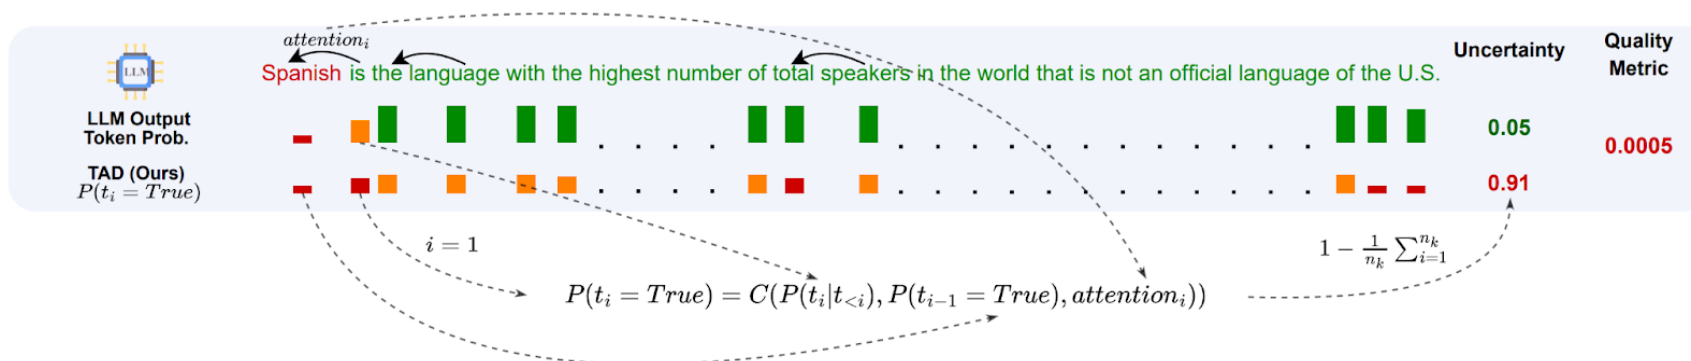 attention_i
Uncertainty
Quality
Metric
LLM
Spanish is the language with the highest number of total speakers in the world that is not an official language of the U.S.
LLM Output
Token Prob.
0.05
0.0005
TAD (Ours)
P(t_i = True)
0.91
i = 1
1 - \frac{1}{n_k} \sum_{i=1}^{n_k}
P(t_i = True) = C(P(t_i|t_{<i}), P(t_{i-1} = True), attention_i))